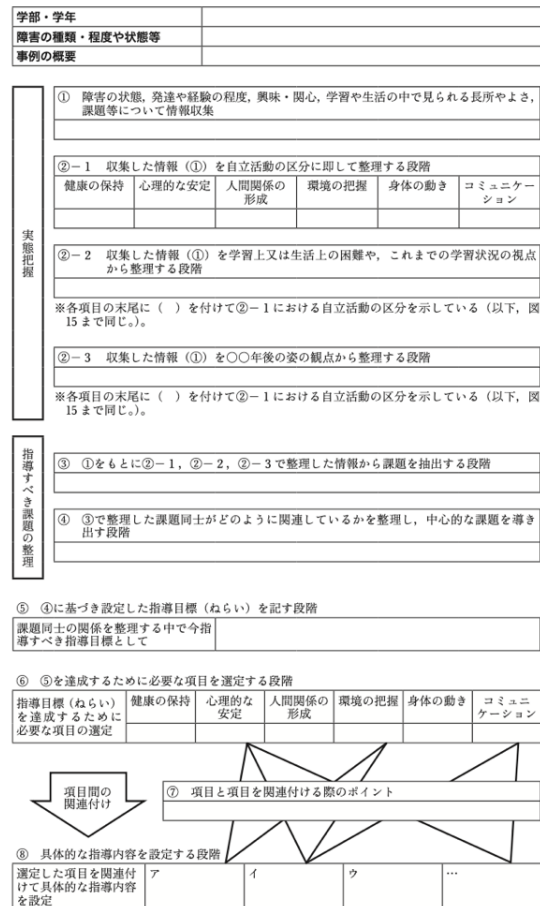 学部・学年
障害の種類・程度や状態等
事例の概要
実態把握
① 障害の状態，発達や経験の程度，興味・関心，学習や生活の中で見られる長所やよさ，
課題等について情報収集
②－1 収集した情報（①）を自立活動の区分に即して整理する段階
健康の保持
心理的な安定
人間関係の
形成
環境の把握
身体の動き
コミュニケー
ション
②－2 収集した情報（①）を学習上又は生活上の困難や，これまでの学習状況の視点
から整理する段階
※各項目の末尾に（ ）を付けて②－1における自立活動の区分を示している（以下，図
15まで同じ。）。
②－3 収集した情報（①）を〇〇年後の姿の観点から整理する段階
※各項目の末尾に（ ）を付けて②－1における自立活動の区分を示している（以下，図
15まで同じ。）。
指導すべき課題の整理
③ ①をもとに②－1，②－2，②－3で整理した情報から課題を抽出する段階
④ ③で整理した課題同士がどのように関連しているかを整理し，中心的な課題を導き
出す段階
⑤ ④に基づき設定した指導目標（ねらい）を記す段階
課題同士の関係を整理する中で今指
導すべき指導目標として
⑥ ⑤を達成するために必要な項目を選定する段階
指導目標（ねらい）
を達成するために
必要な項目の選定
健康の保持
心理的な
安定
人間関係の
形成
環境の把握
身体の動き
コミュニ
ケーション
項目間の
関連付け
⑦ 項目と項目を関連付ける際のポイント
⑧ 具体的な指導内容を設定する段階
選定した項目を関連付
けて具体的な指導内容
を設定
ア
イ
ウ
…